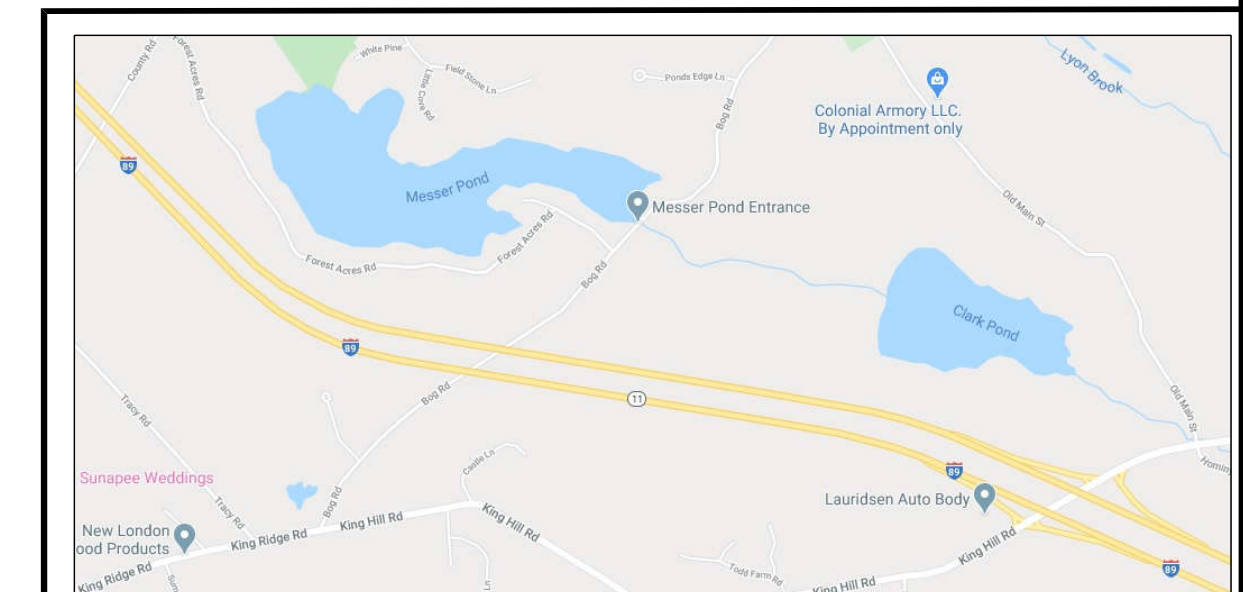 County Rd
Forest Acres Rd
White Pine
Little Cove Rd
Field Stone Ln
Ponds Edge Ln
Bog Rd
Lyon Brook
Colonial Armory LLC.
By Appointment only
89
Messer Pond
Messer Pond Entrance
Old Main St
Forest Acres Rd
Forest Acres Rd
Bog Rd
Clark Pond
89
Bog Rd
11
Tracy Rd
Old Main St
Castle Ln
Sunapee Weddings
89
Lauridsen Auto Body
Tracy Rd
Bog Rd
King Hill Rd
King Hill Rd
New London
ood Products
King Ridge Rd
King Hill Rd
King Ridge Rd
Todd Farm Rd
King Hill Rd
89
Ln